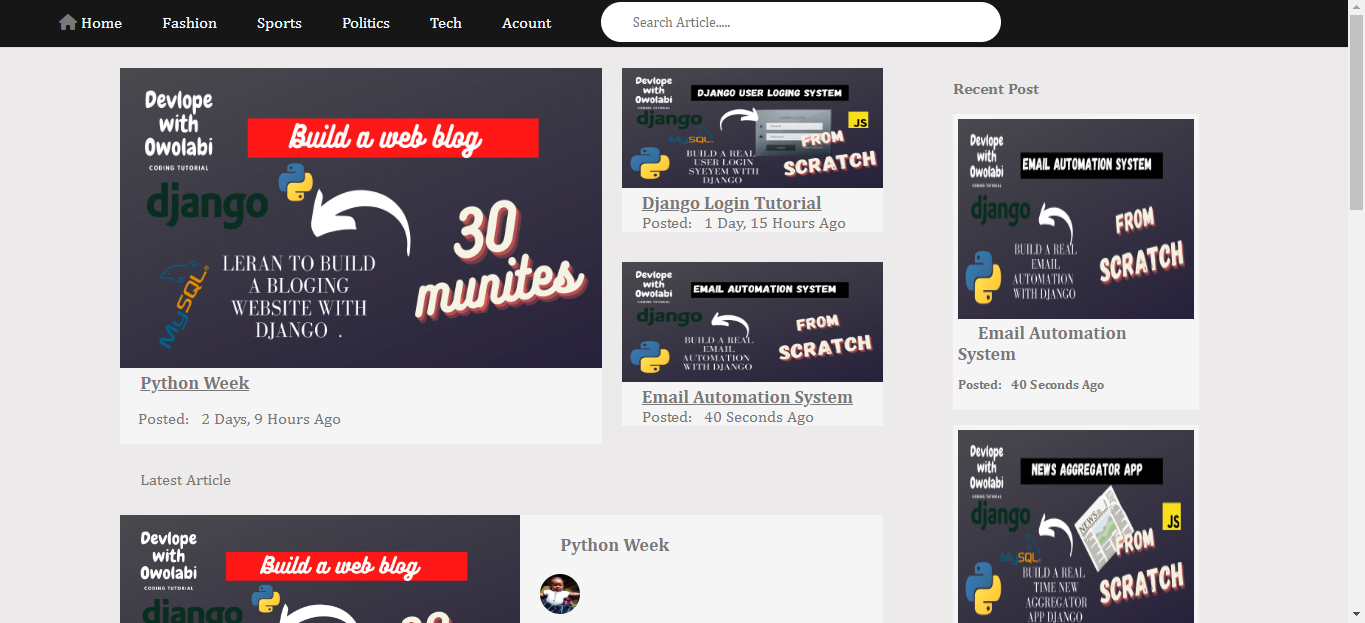 Home Fashion Sports Politics Tech Acount Search Article.....
Devlope
with
Owolabi
CODING TUTORIAL
Build a web blog
django
30
munites
LERAN TO BUILD
A BLOGING
WEBSITE WITH
DJANGO .
MySQL
Python Week
Posted: 2 Days, 9 Hours Ago
Devlope
with
Owolabi
CODING TUTORIAL
DJANGO USER LOGING SYSTEM
django
JS
MySQL
FROM
SCRATCH
BUILD A REAL
USER LOGIN
SYEYEM WITH
DJANGO
Django Login Tutorial
Posted: 1 Day, 15 Hours Ago
Devlope
with
Owolabi
CODING TUTORIAL
EMAIL AUTOMATION SYSTEM
django
FROM
SCRATCH
BUILD A REAL
EMAIL
AUTOMATION
WITH DJANGO
Email Automation System
Posted: 40 Seconds Ago
Recent Post
Devlope
with
Owolabi
CODING TUTORIAL
EMAIL AUTOMATION SYSTEM
django
FROM
SCRATCH
BUILD A REAL
EMAIL
AUTOMATION
WITH DJANGO
Email Automation
System
Posted: 40 Seconds Ago
Devlope
with
Owolabi
CODING TUTORIAL
NEWS AGGREGATOR APP
django
NEWS
JS
MySQL
FROM
SCRATCH
BUILD A REAL
TIME NEW
AGGREGATOR
APP DJANGO
Latest Article
Devlope
with
Owolabi
CODING TUTORIAL
Build a web blog
django
30
Python Week